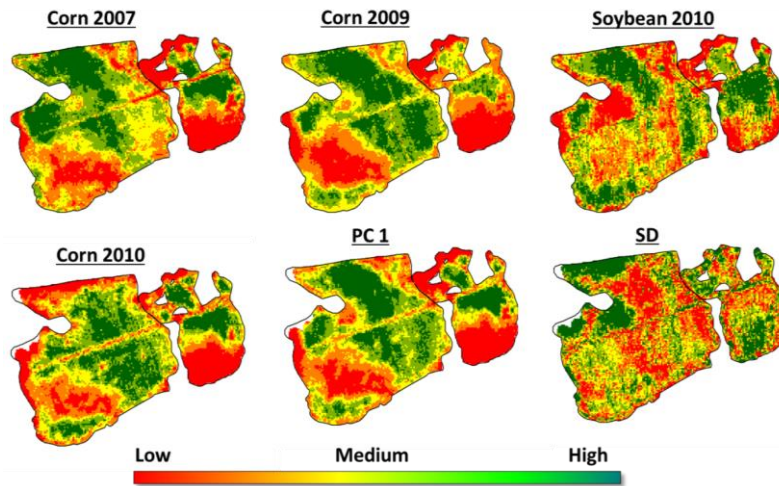 Corn 2007
Corn 2009
Soybean 2010
Corn 2010
PC 1
SD
Low
Medium
High